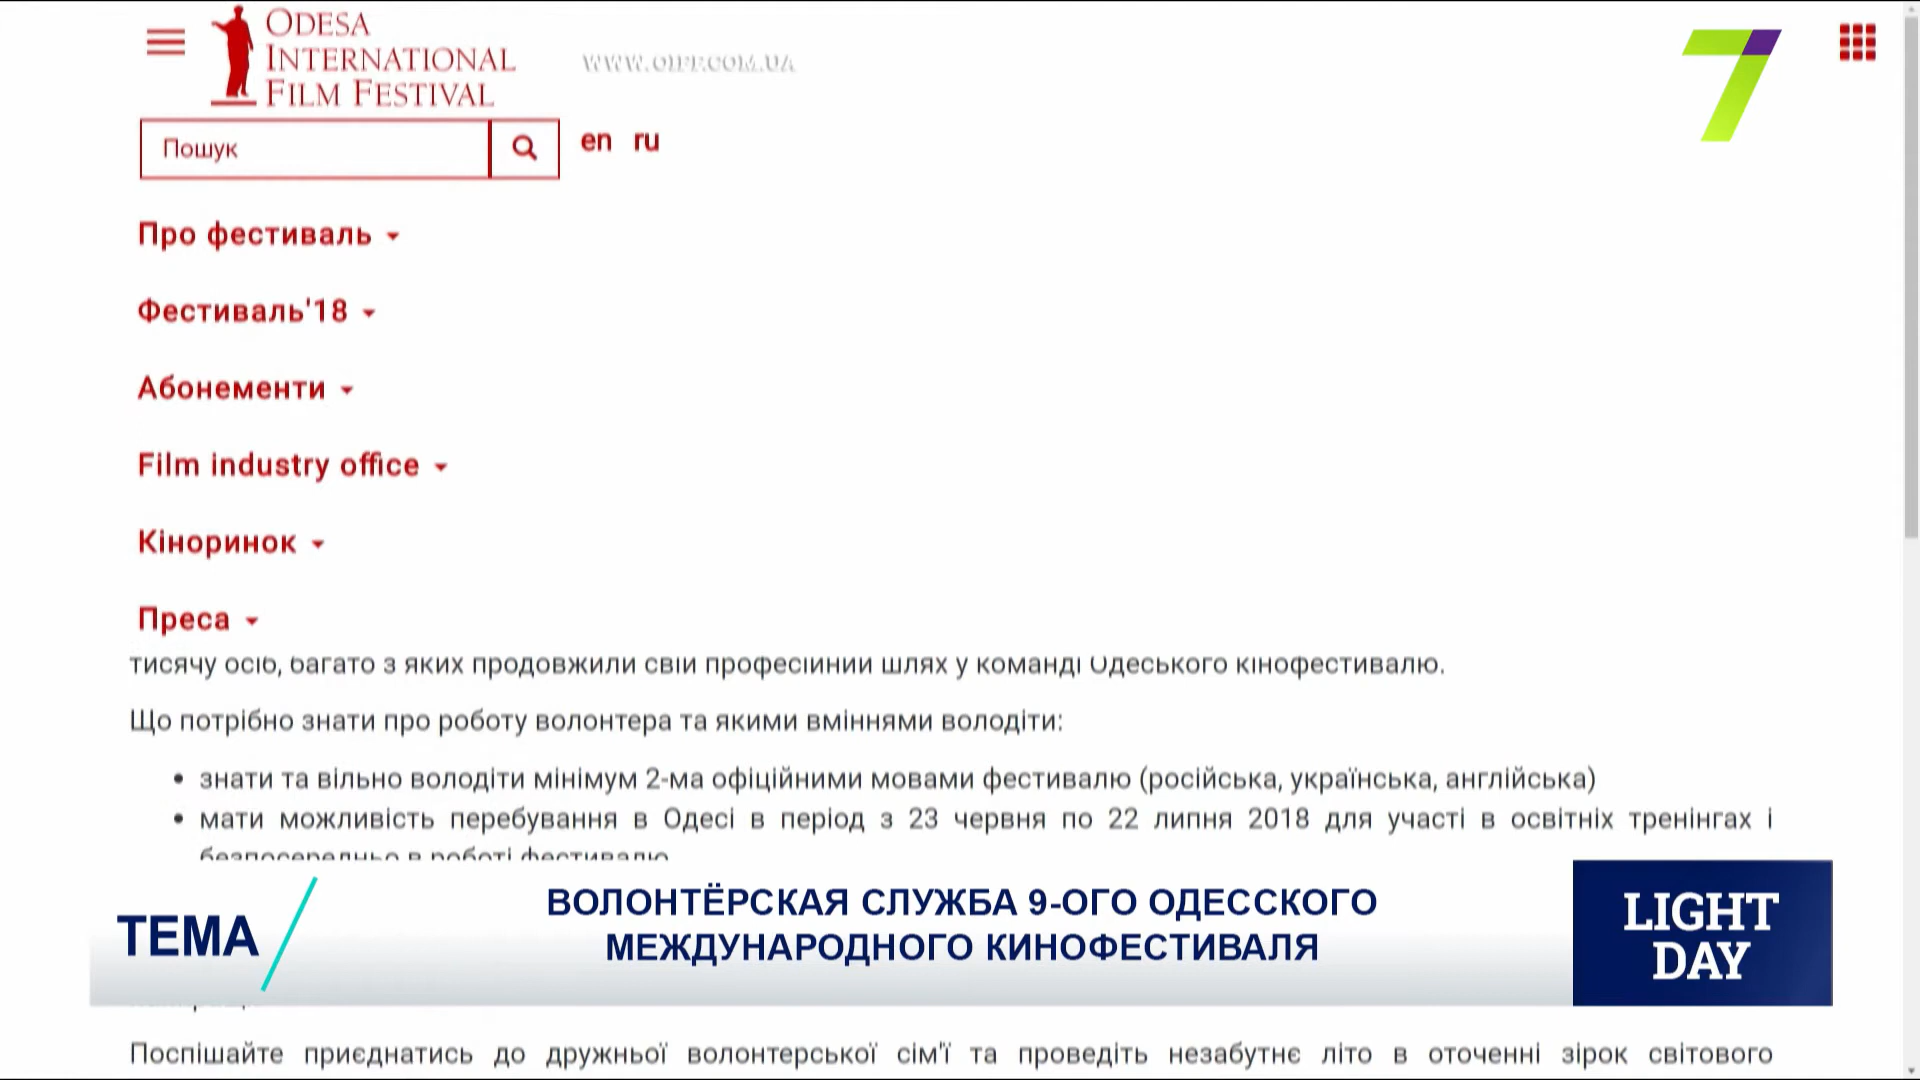 ODESA
INTERNATIONAL
FILM FESTIVAL
WWW.OIFF.COM.UA
7
Пошук
en ru
Про фестиваль
Фестиваль'18
Абонементи
Film industry office
Кіноринок
Преса
тисячу осіб, багато з яких продовжили свій професійний шлях у команді Одеського кінофестивалю.
Що потрібно знати про роботу волонтера та якими вміннями володіти:
знати та вільно володіти мінімум 2-ма офіційними мовами фестивалю (російська, українська, англійська)
мати можливість перебування в Одесі в період з 23 червня по 22 липня 2018 для участі в освітніх тренінгах і
безпосередньо в роботі фестивалю
ТЕМА
ВОЛОНТЁРСКАЯ СЛУЖБА 9-ОГО ОДЕССКОГО
МЕЖДУНАРОДНОГО КИНОФЕСТИВАЛЯ
LIGHT
DAY
Поспішайте приєднатись до дружньої волонтерської сім'ї та проведіть незабутнє літо в оточенні зірок світового